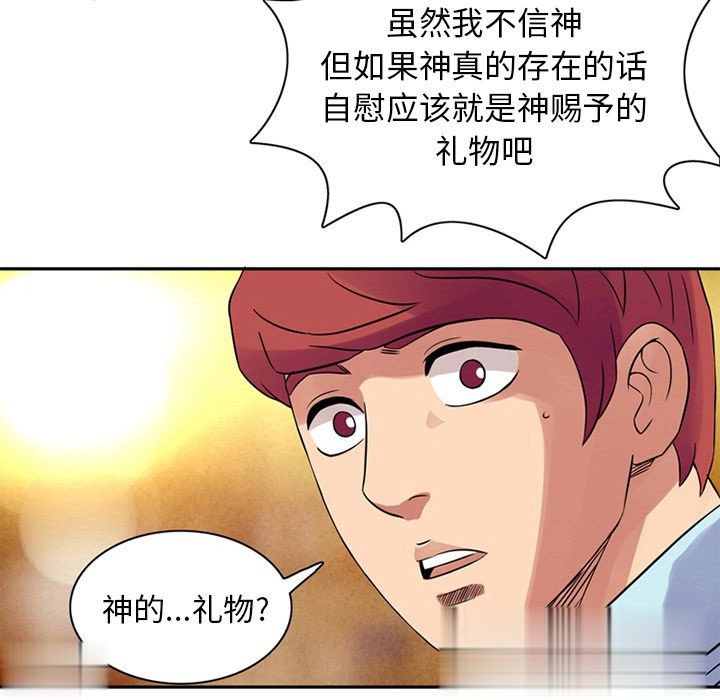 虽然我不信神
但如果神真的存在的话
自慰应该就是神赐予的
礼物吧
神的...礼物?